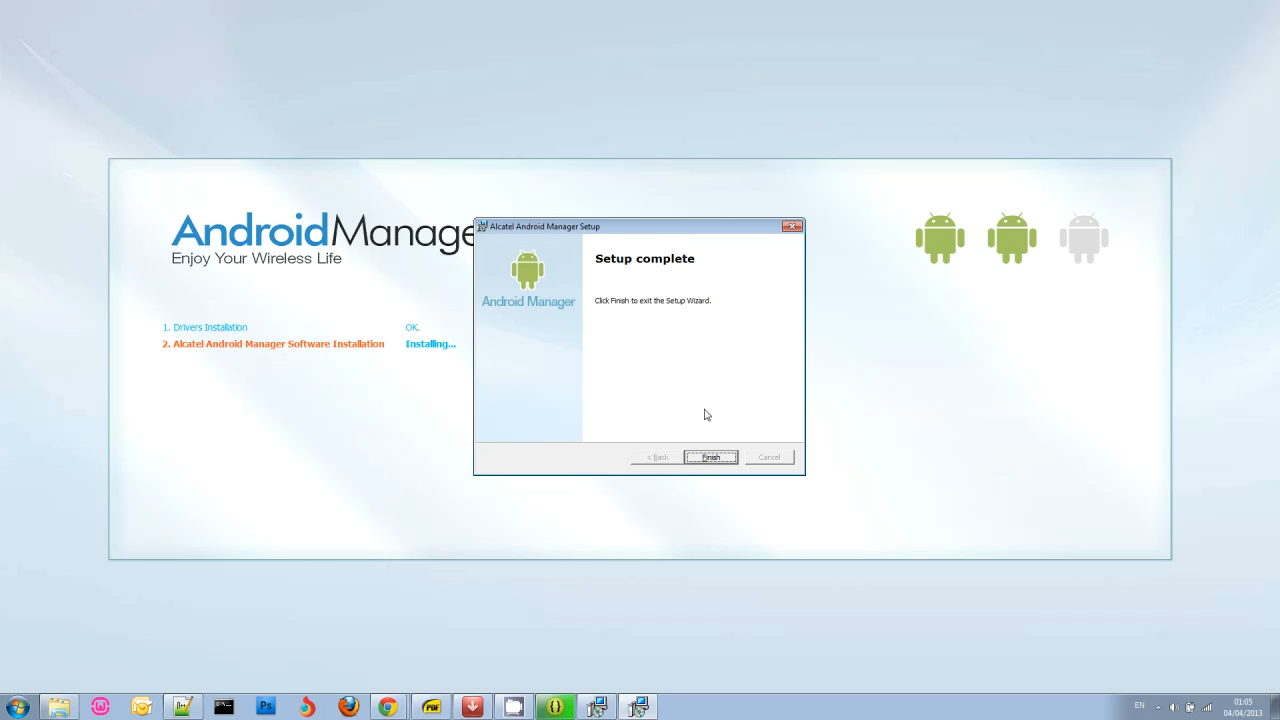 AndroidManage
Enjoy Your Wireless Life
1. Drivers Installation OK.
2. Alcatel Android Manager Software Installation Installing...
Alcatel Android Manager Setup
Android Manager
Setup complete
Click Finish to exit the Setup Wizard.
< Back Finish Cancel
Ps
PDF
{}
EN
01:05
04/04/2013